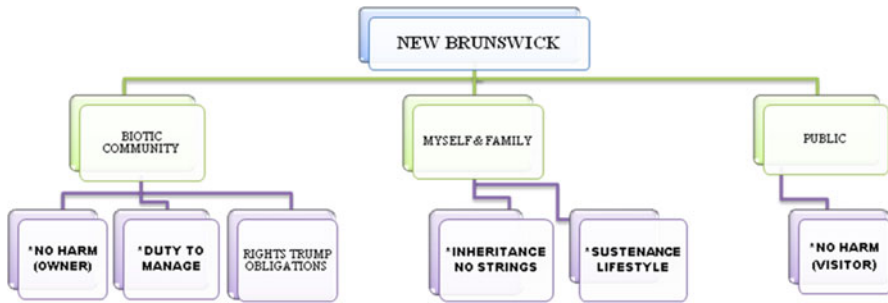 NEW BRUNSWICK
BIOTIC
COMMUNITY
MYSELF & FAMILY
PUBLIC
*NO HARM
(OWNER)
*DUTY TO
MANAGE
RIGHTS TRUMP
OBLIGATIONS
*INHERITANCE
NO STRINGS
*SUSTENANCE
LIFESTYLE
*NO HARM
(VISITOR)